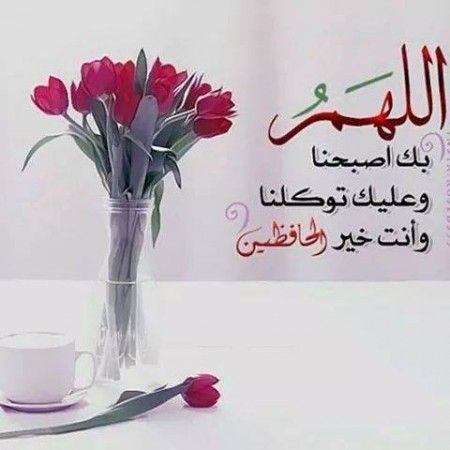 اللهمَُ
بك اصبحنا
وعليك توكلنا
وأنت خير الحافظين